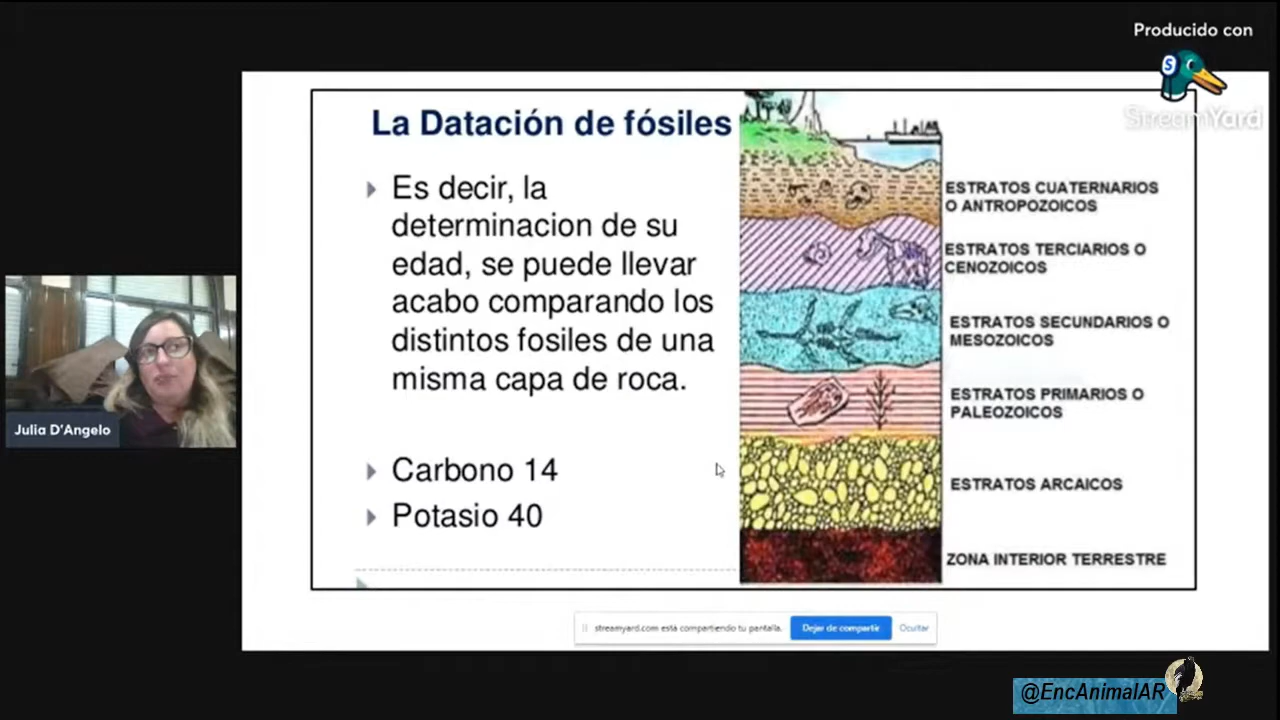 Producido con
StreamYard
La Datación de fósiles
Es decir, la
determinacion de su
edad, se puede llevar
acabo comparando los
distintos fosiles de una
misma capa de roca.
Carbono 14
Potasio 40
ESTRATOS CUATERNARIOS
O ANTROPOZOICOS
ESTRATOS TERCIARIOS O
CENOZOICOS
ESTRATOS SECUNDARIOS O
MESOZOICOS
ESTRATOS PRIMARIOS O
PALEOZOICOS
ESTRATOS ARCAICOS
ZONA INTERIOR TERRESTRE
Julia D'Angelo
streamyard.com está compartiendo tu pantalla.
Dejar de compartir
Ocultar
@EncAnimalAR